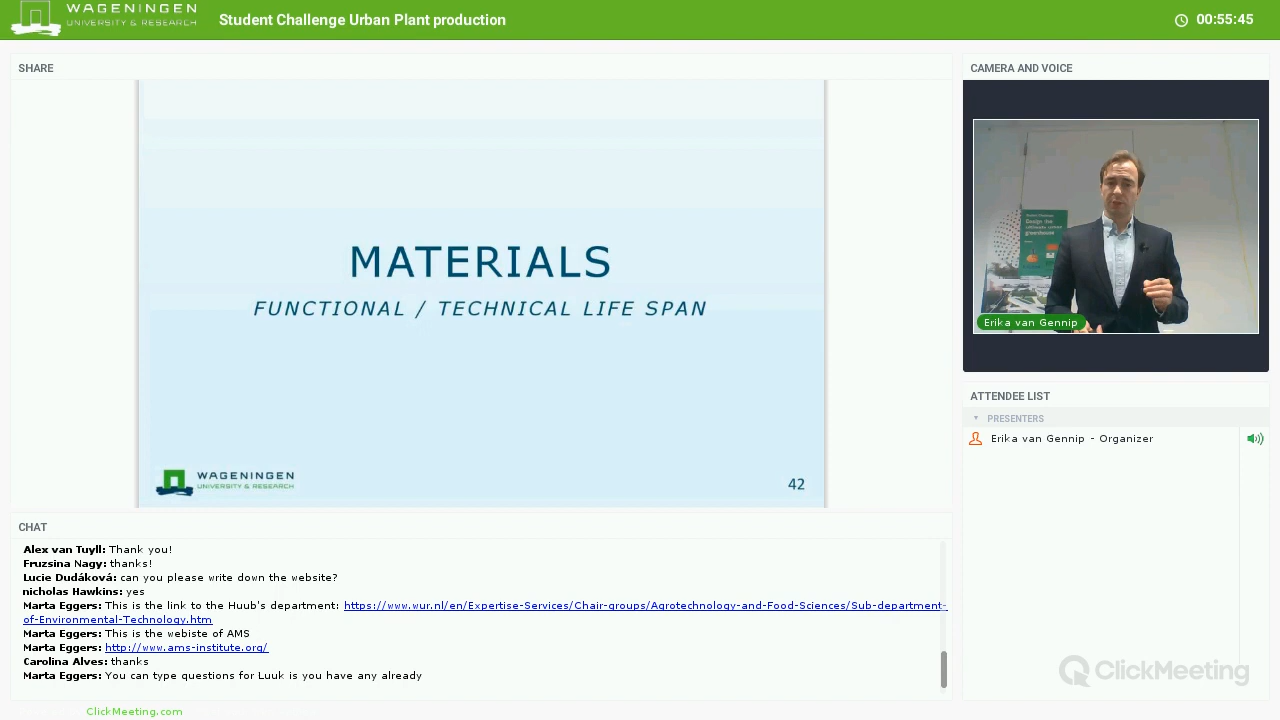 WAGENINGEN
UNIVERSITY & RESEARCH
Student Challenge Urban Plant production
00:55:45
SHARE
MATERIALS
FUNCTIONAL / TECHNICAL LIFE SPAN
WAGENINGEN
UNIVERSITY & RESEARCH
42
CAMERA AND VOICE
Design the
ultimate urban
greenhouse
Erika van Gennip
ATTENDEE LIST
PRESENTERS
Erika van Gennip - Organizer
CHAT
Alex van Tuyll: Thank you!
Fruzsina Nagy: thanks!
Lucie Dudáková: can you please write down the website?
nicholas Hawkins: yes
Marta Eggers: This is the link to the Huub's department: https://www.wur.nl/en/Expertise-Services/Chair-groups/Agrotechnology-and-Food-Sciences/Sub-department-
of-Environmental-Technology.htm
Marta Eggers: This is the webiste of AMS
Marta Eggers: http://www.ams-institute.org/
Carolina Alves: thanks
Marta Eggers: You can type questions for Luuk is you have any already
ClickMeeting
ClickMeeting.com